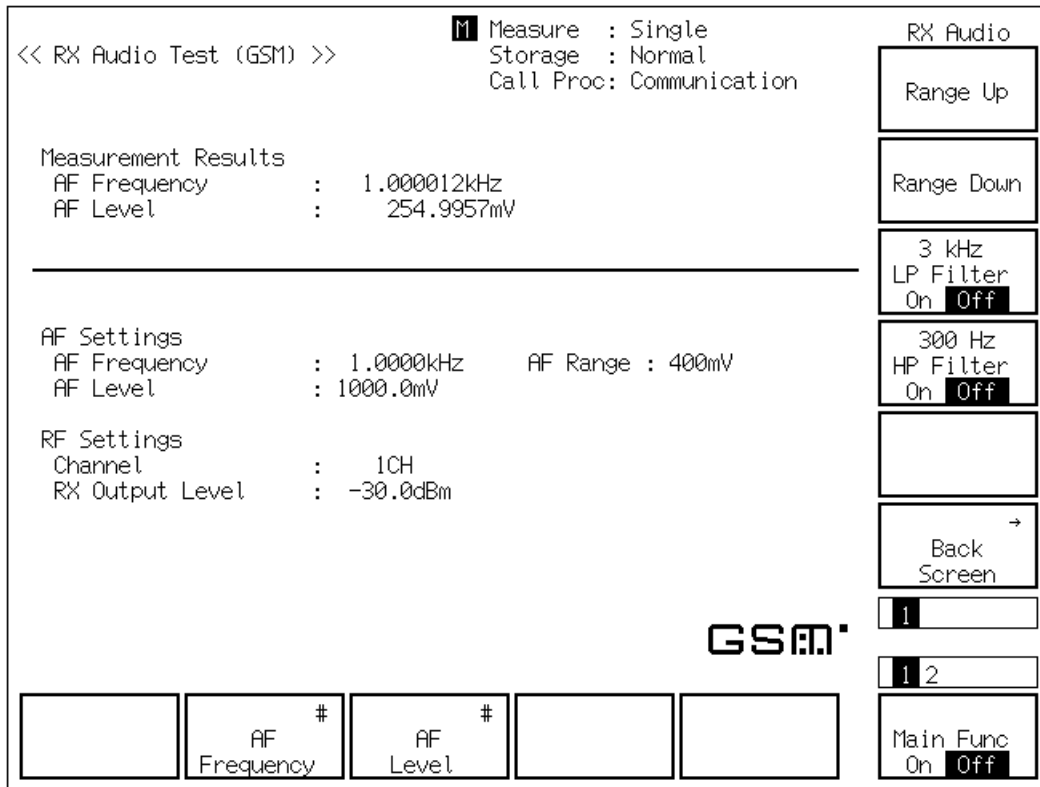 << RX Audio Test (GSM) >>
M Measure : Single
Storage : Normal
Call Proc: Communication
Measurement Results
AF Frequency : 1.000012kHz
AF Level : 254.9957mV
AF Settings
AF Frequency : 1.0000kHz AF Range : 400mV
AF Level : 1000.0mV
RF Settings
Channel : 1CH
RX Output Level : -30.0dBm
GSM
# AF
Frequency
# AF
Level
RX Audio
Range Up
Range Down
3 kHz
LP Filter
On Off
300 Hz
HP Filter
On Off
→
Back
Screen
1
1 2
Main Func
On Off